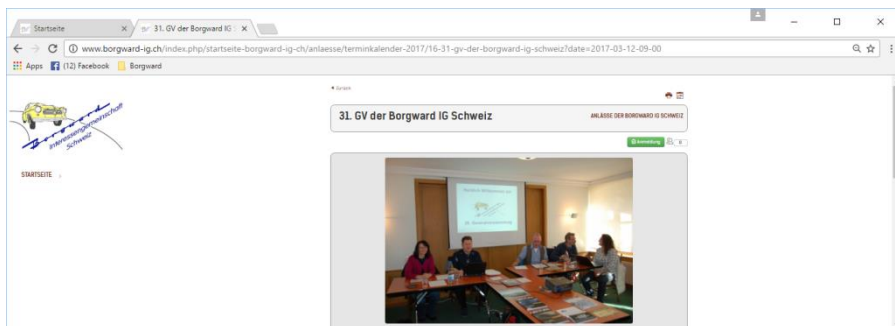 Startseite
31. GV der Borgward IG S
www.borgward-ig.ch/index.php/startseite-borgward-ig-ch/anlaesse/terminkalender-2017/16-31-gv-der-borgward-ig-schweiz?date=2017-03-12-09-00
Apps (12) Facebook Borgward
Zurück
Borgward
Interessengemeinschaft
Schweiz
31. GV der Borgward IG Schweiz
ANLÄSSE DER BORGWARD IG SCHWEIZ
Anmeldung
STARTSEITE